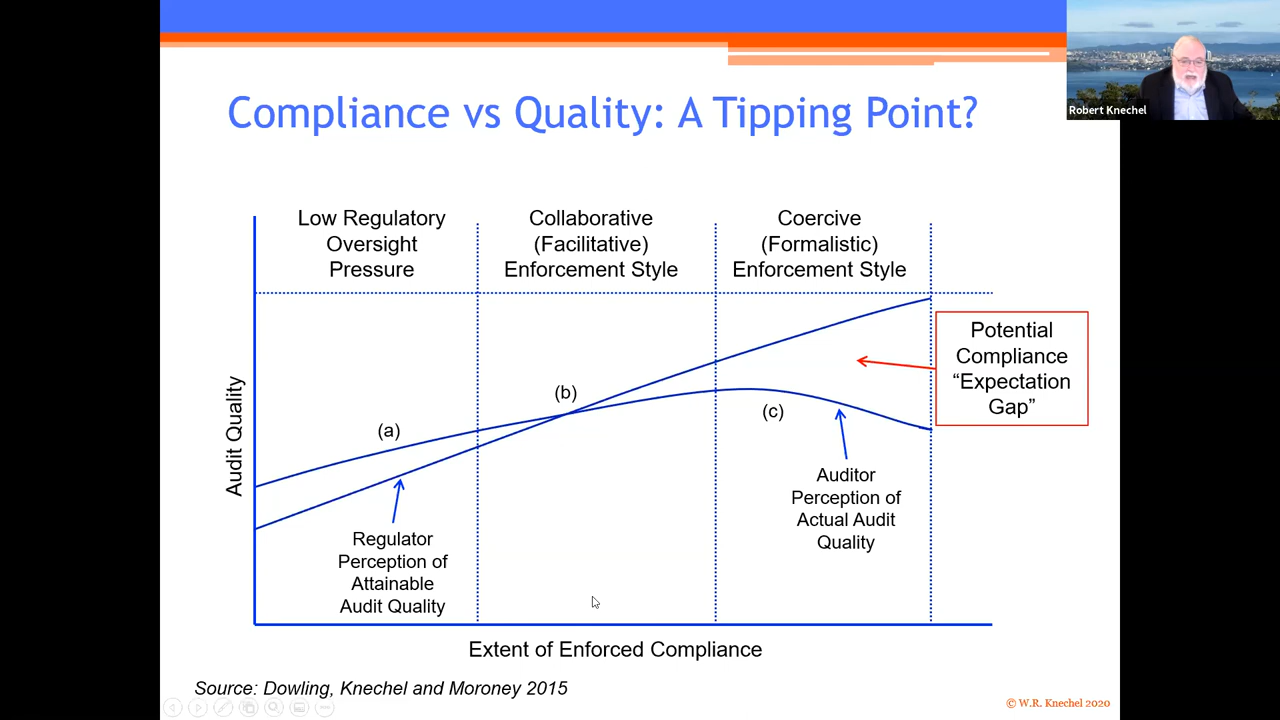 Robert Knechel
Compliance vs Quality: A Tipping Point?
Low Regulatory
Oversight
Pressure
Collaborative
(Facilitative)
Enforcement Style
Coercive
(Formalistic)
Enforcement Style
Potential
Compliance
“Expectation
Gap”
Audit Quality
(a)
(b)
(c)
Regulator
Perception of
Attainable
Audit Quality
Auditor
Perception of
Actual Audit
Quality
Extent of Enforced Compliance
Source: Dowling, Knechel and Moroney 2015
© W.R. Knechel 2020